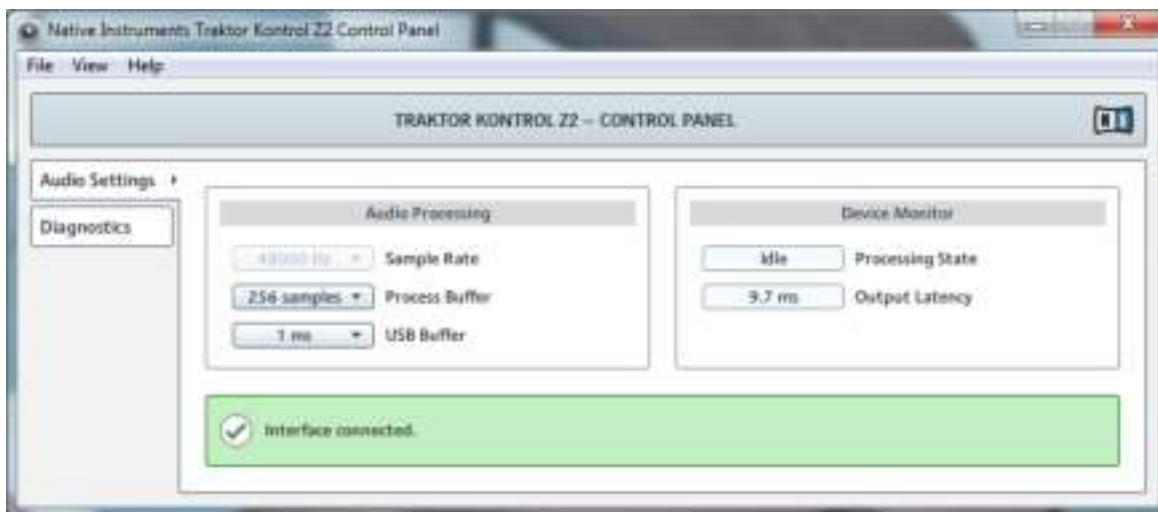 Native Instruments Traktor Kontrol Z2 Control Panel
File View Help
TRAKTOR KONTROL Z2 – CONTROL PANEL
Audio Settings
Diagnostics
Audio Processing
48000 Hz Sample Rate
256 samples Process Buffer
1 ms USB Buffer
Device Monitor
Idle Processing State
9.7 ms Output Latency
Interface connected.